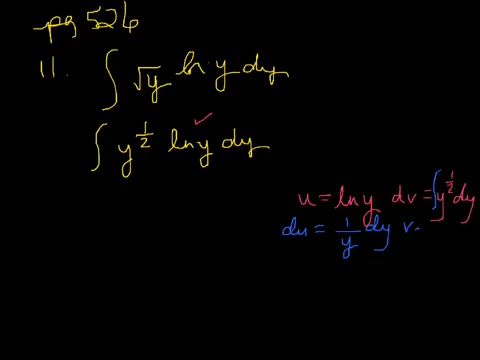 pg 526
11. ∫ √y ln y dy
∫ y^{1/2} ln y dy
u = ln y dv = ∫ y^{1/2} dy
du = 1/y dy v-